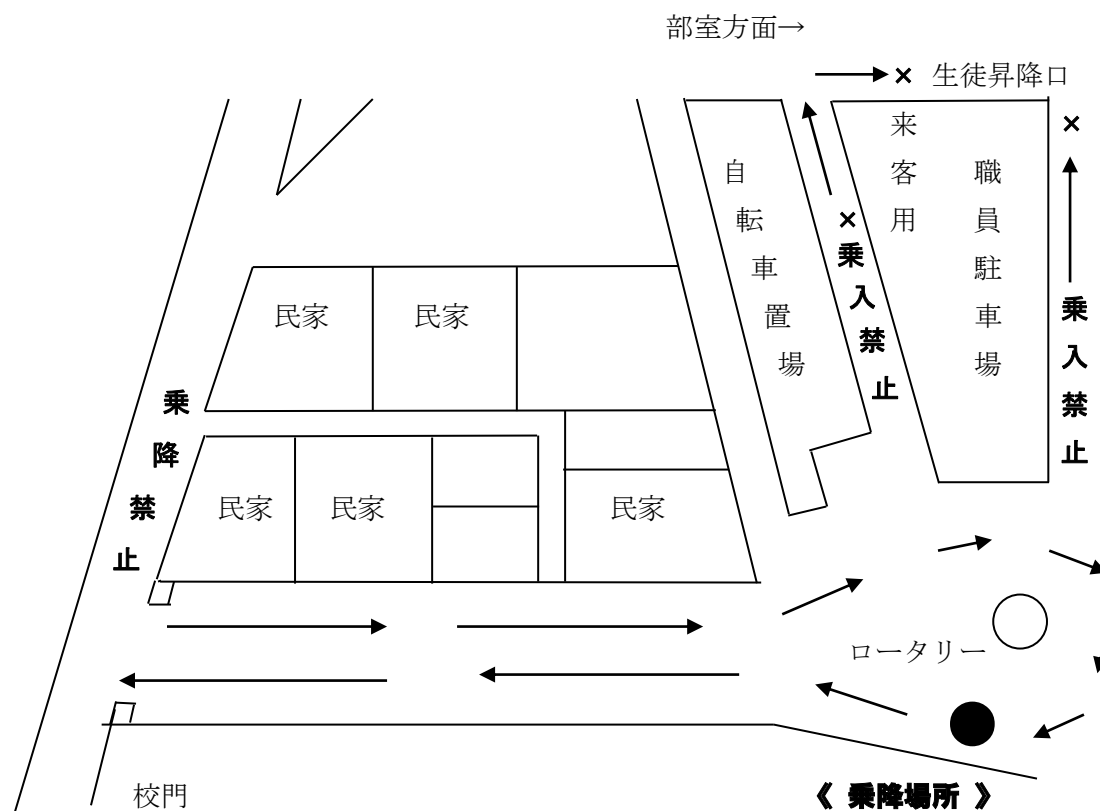 部室方面→
生徒昇降口
来客用
職員駐車場
自転車置場
乗入禁止
乗入禁止
民家
民家
乗降禁止
民家
民家
民家
ロータリー
校門
《 乗降場所 》